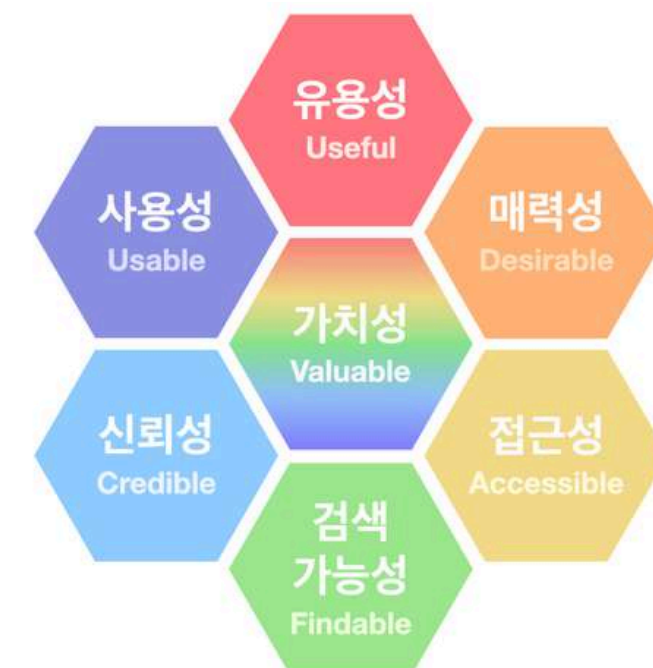 유용성
Useful
사용성
Usable
매력성
Desirable
가치성
Valuable
신뢰성
Credible
접근성
Accessible
검색
가능성
Findable